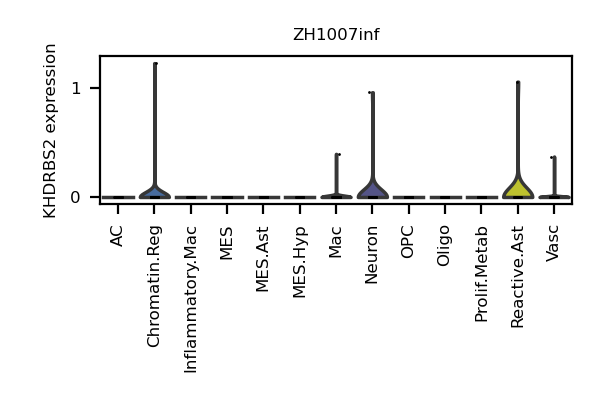 ZH1007inf
KHDRBS2 expression
1
0
AC
Chromatin.Reg
Inflammatory.Mac
MES
MES.Ast
MES.Hyp
Mac
Neuron
OPC
Oligo
Prolif.Metab
Reactive.Ast
Vasc